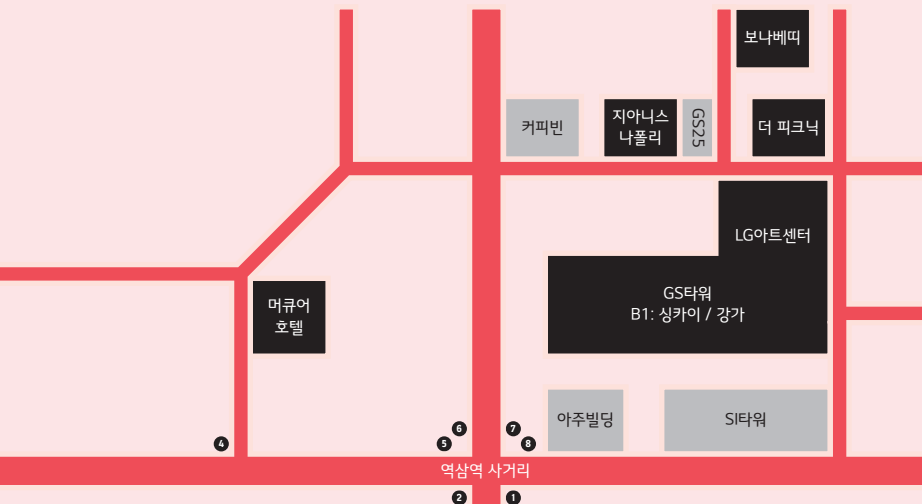 보나베띠
커피빈
지아니스
나폴리
GS25
더 피크닉
LG아트센터
GS타워
B1: 싱카이 / 강가
머큐어
호텔
아주빌딩
SI타워
4
6
5
7
8
역삼역 사거리
2
1